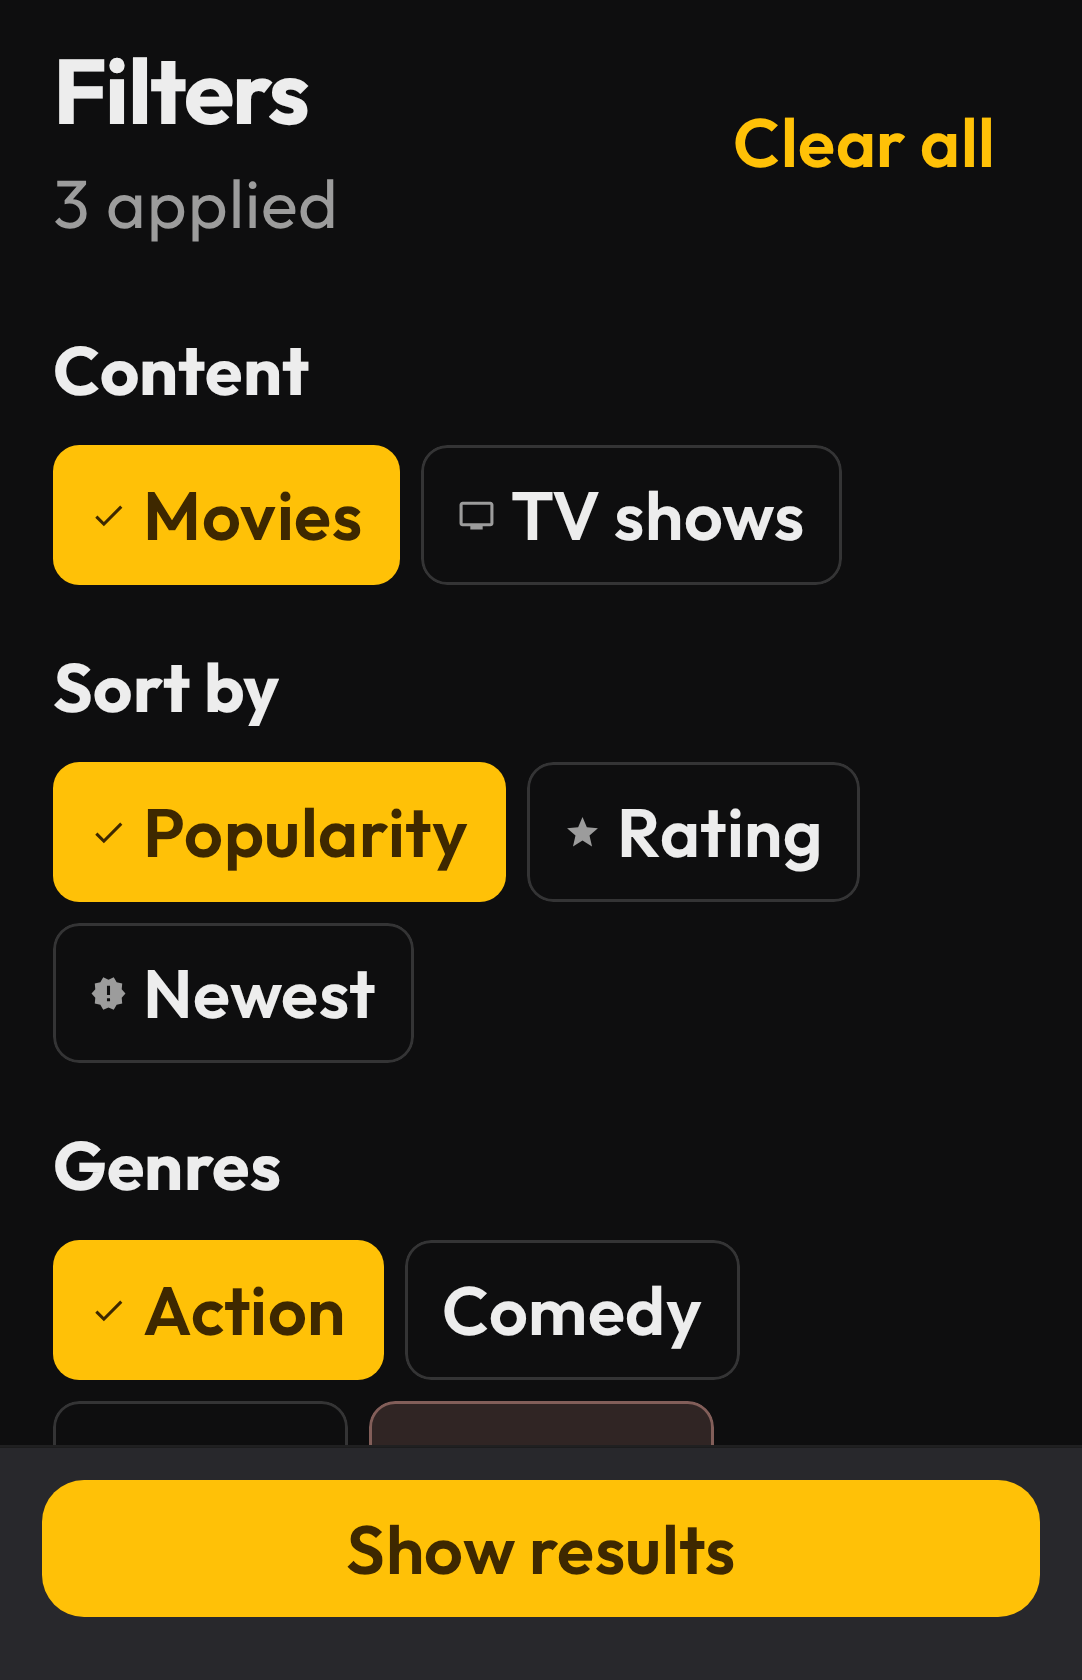 Filters
Clear all
3 applied
Content
Movies
TV shows
Sort by
Popularity
Rating
Newest
Genres
Action
Comedy
Show results